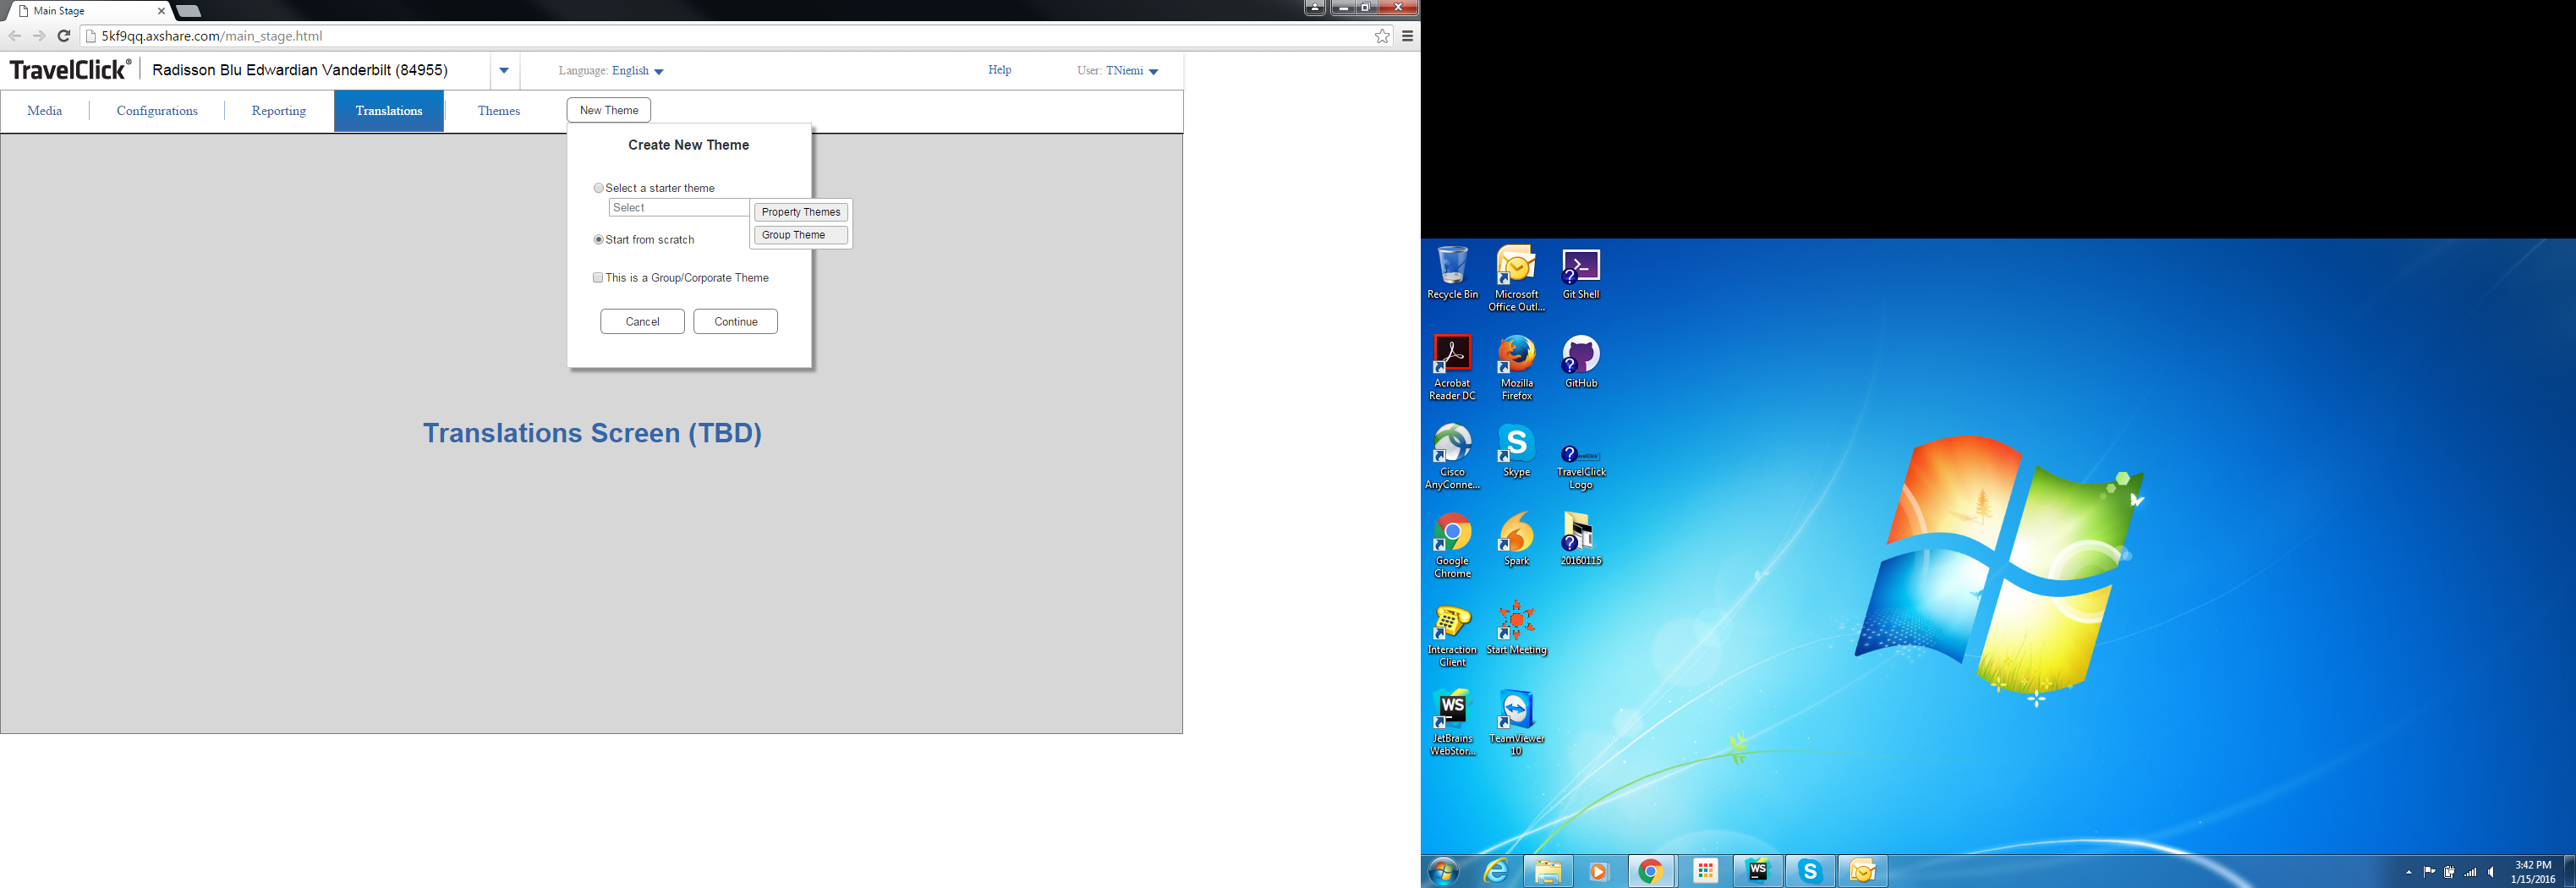 Main Stage
5kf9qq.axshare.com/main_stage.html
TravelClick® Radisson Blu Edwardian Vanderbilt (84955) Language: English Help User: TNiemi
Media Configurations Reporting Translations Themes New Theme
Create New Theme
Select a starter theme
Select
Property Themes
Group Theme
Start from scratch
This is a Group/Corporate Theme
Cancel Continue
Translations Screen (TBD)
Recycle Bin
Microsoft
Office Outl...
Git Shell
Acrobat
Reader DC
Mozilla
Firefox
GitHub
Cisco
AnyConne...
Skype
TravelClick
Logo
Google
Chrome
Spark
20160115
Interaction
Client
Start Meeting
WS
JetBrains
WebStor...
TeamViewer
10
WS
3:42 PM
1/15/2016